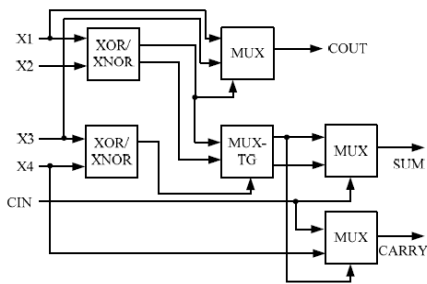 X1
X2
X3
X4
CIN
XOR/
XNOR
XOR/
XNOR
MUX
MUX-
TG
MUX
MUX
COUT
SUM
CARRY